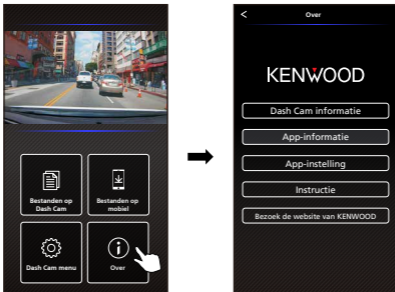 Bestanden op
Dash Cam
Bestanden op
mobiel
Dash Cam menu
Over
Over
KENWOOD
Dash Cam informatie
App-informatie
App-instelling
Instructie
Bezoek de website van KENWOOD